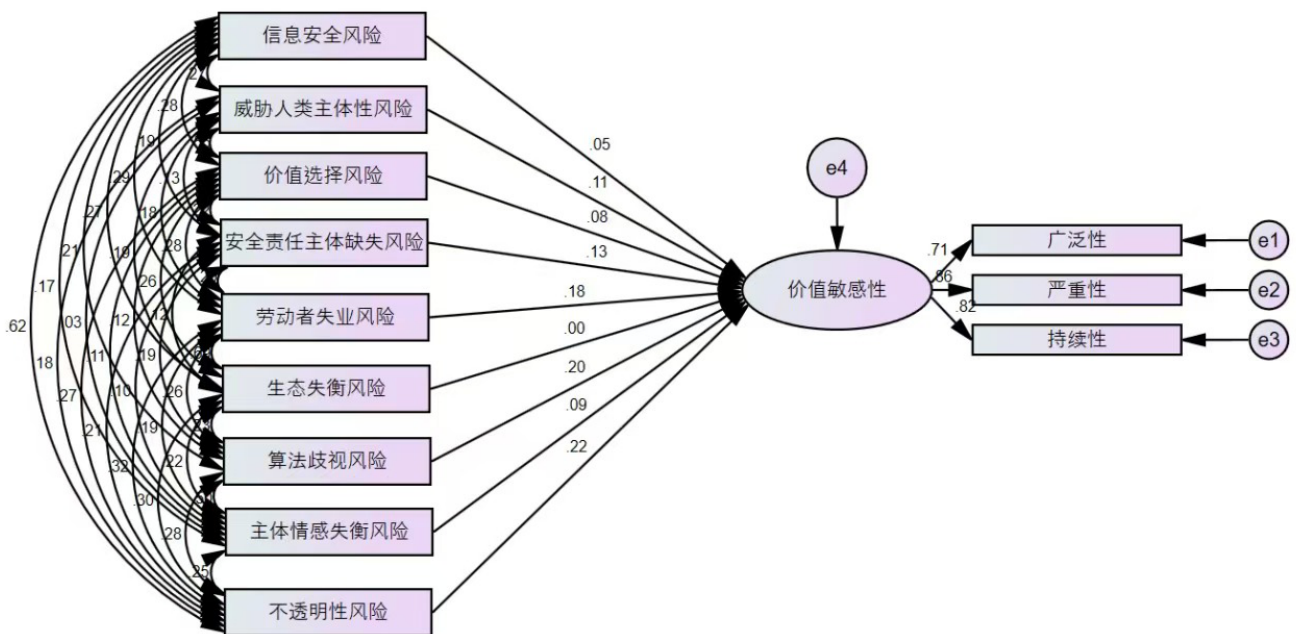 信息安全风险
威胁人类主体性风险
价值选择风险
安全责任主体缺失风险
劳动者失业风险
生态失衡风险
算法歧视风险
主体情感失衡风险
不透明性风险
.28
.19
.29
.27
.21
.17
.62
.18
.28
.19
.26
.03
.12
.18
.11
.19
.27
.10
.26
.21
.19
.22
.32
.30
.28
.05
.11
.08
.13
.18
.00
.20
.09
.22
e4
价值敏感性
.71
.86
.82
广泛性
严重性
持续性
e1
e2
e3